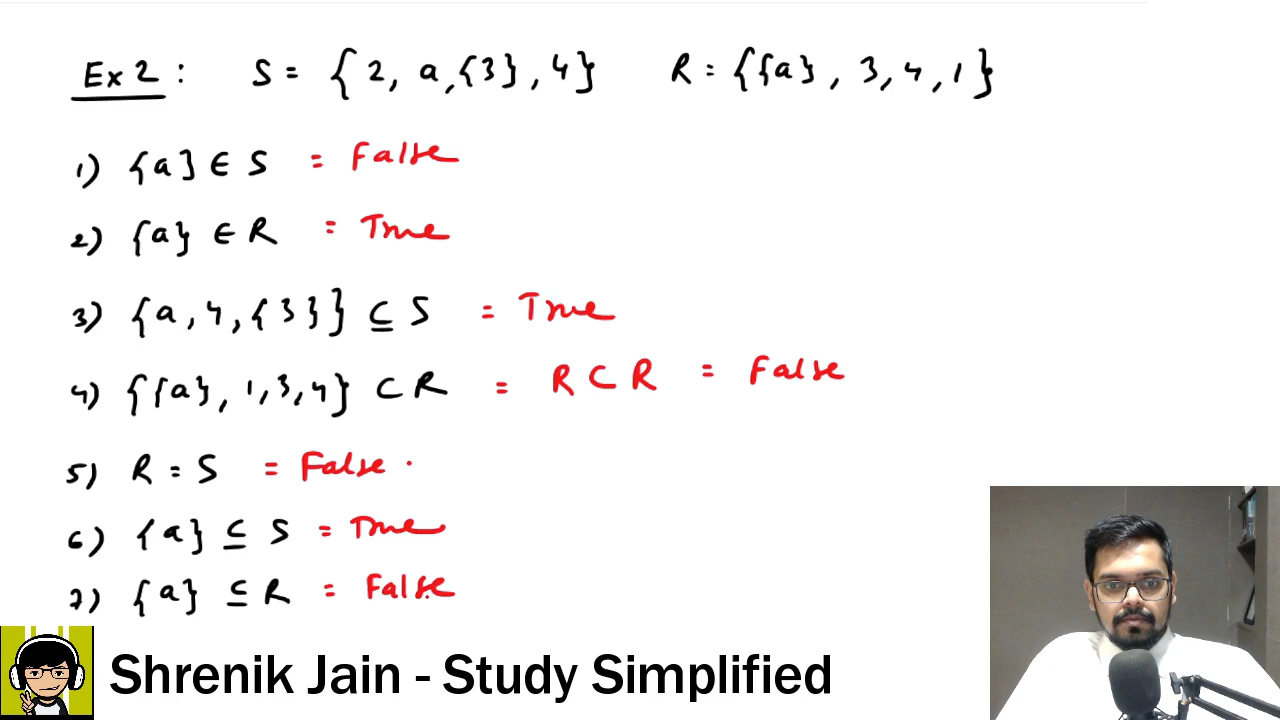 Ex 2 : S = { 2, a, {3}, 4} R = {{a}, 3, 4, 1}
1) {a} ∈ S = False
2) {a} ∈ R = True
3) {a, 4, {3}} ⊆ S = True
4) {{a}, 1, 3, 4} ⊂ R = R ⊂ R = False
5) R = S = False .
6) {a} ⊆ S = True
7) {a} ⊆ R = False
Shrenik Jain - Study Simplified